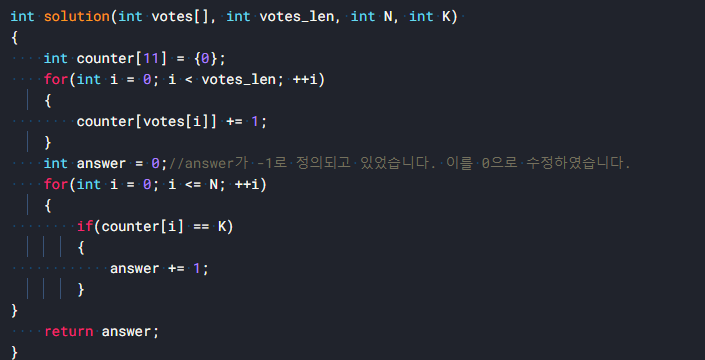 int solution(int votes[], int votes_len, int N, int K)
{
    int counter[11] = {0};
    for(int i = 0; i < votes_len; ++i)
    {
        counter[votes[i]] += 1;
    }
    int answer = 0;//answer가 -1로 정의되고 있었습니다. 이를 0으로 수정하였습니다.
    for(int i = 0; i <= N; ++i)
    {
        if(counter[i] == K)
        {
            answer += 1;
        }
}
    return answer;
}